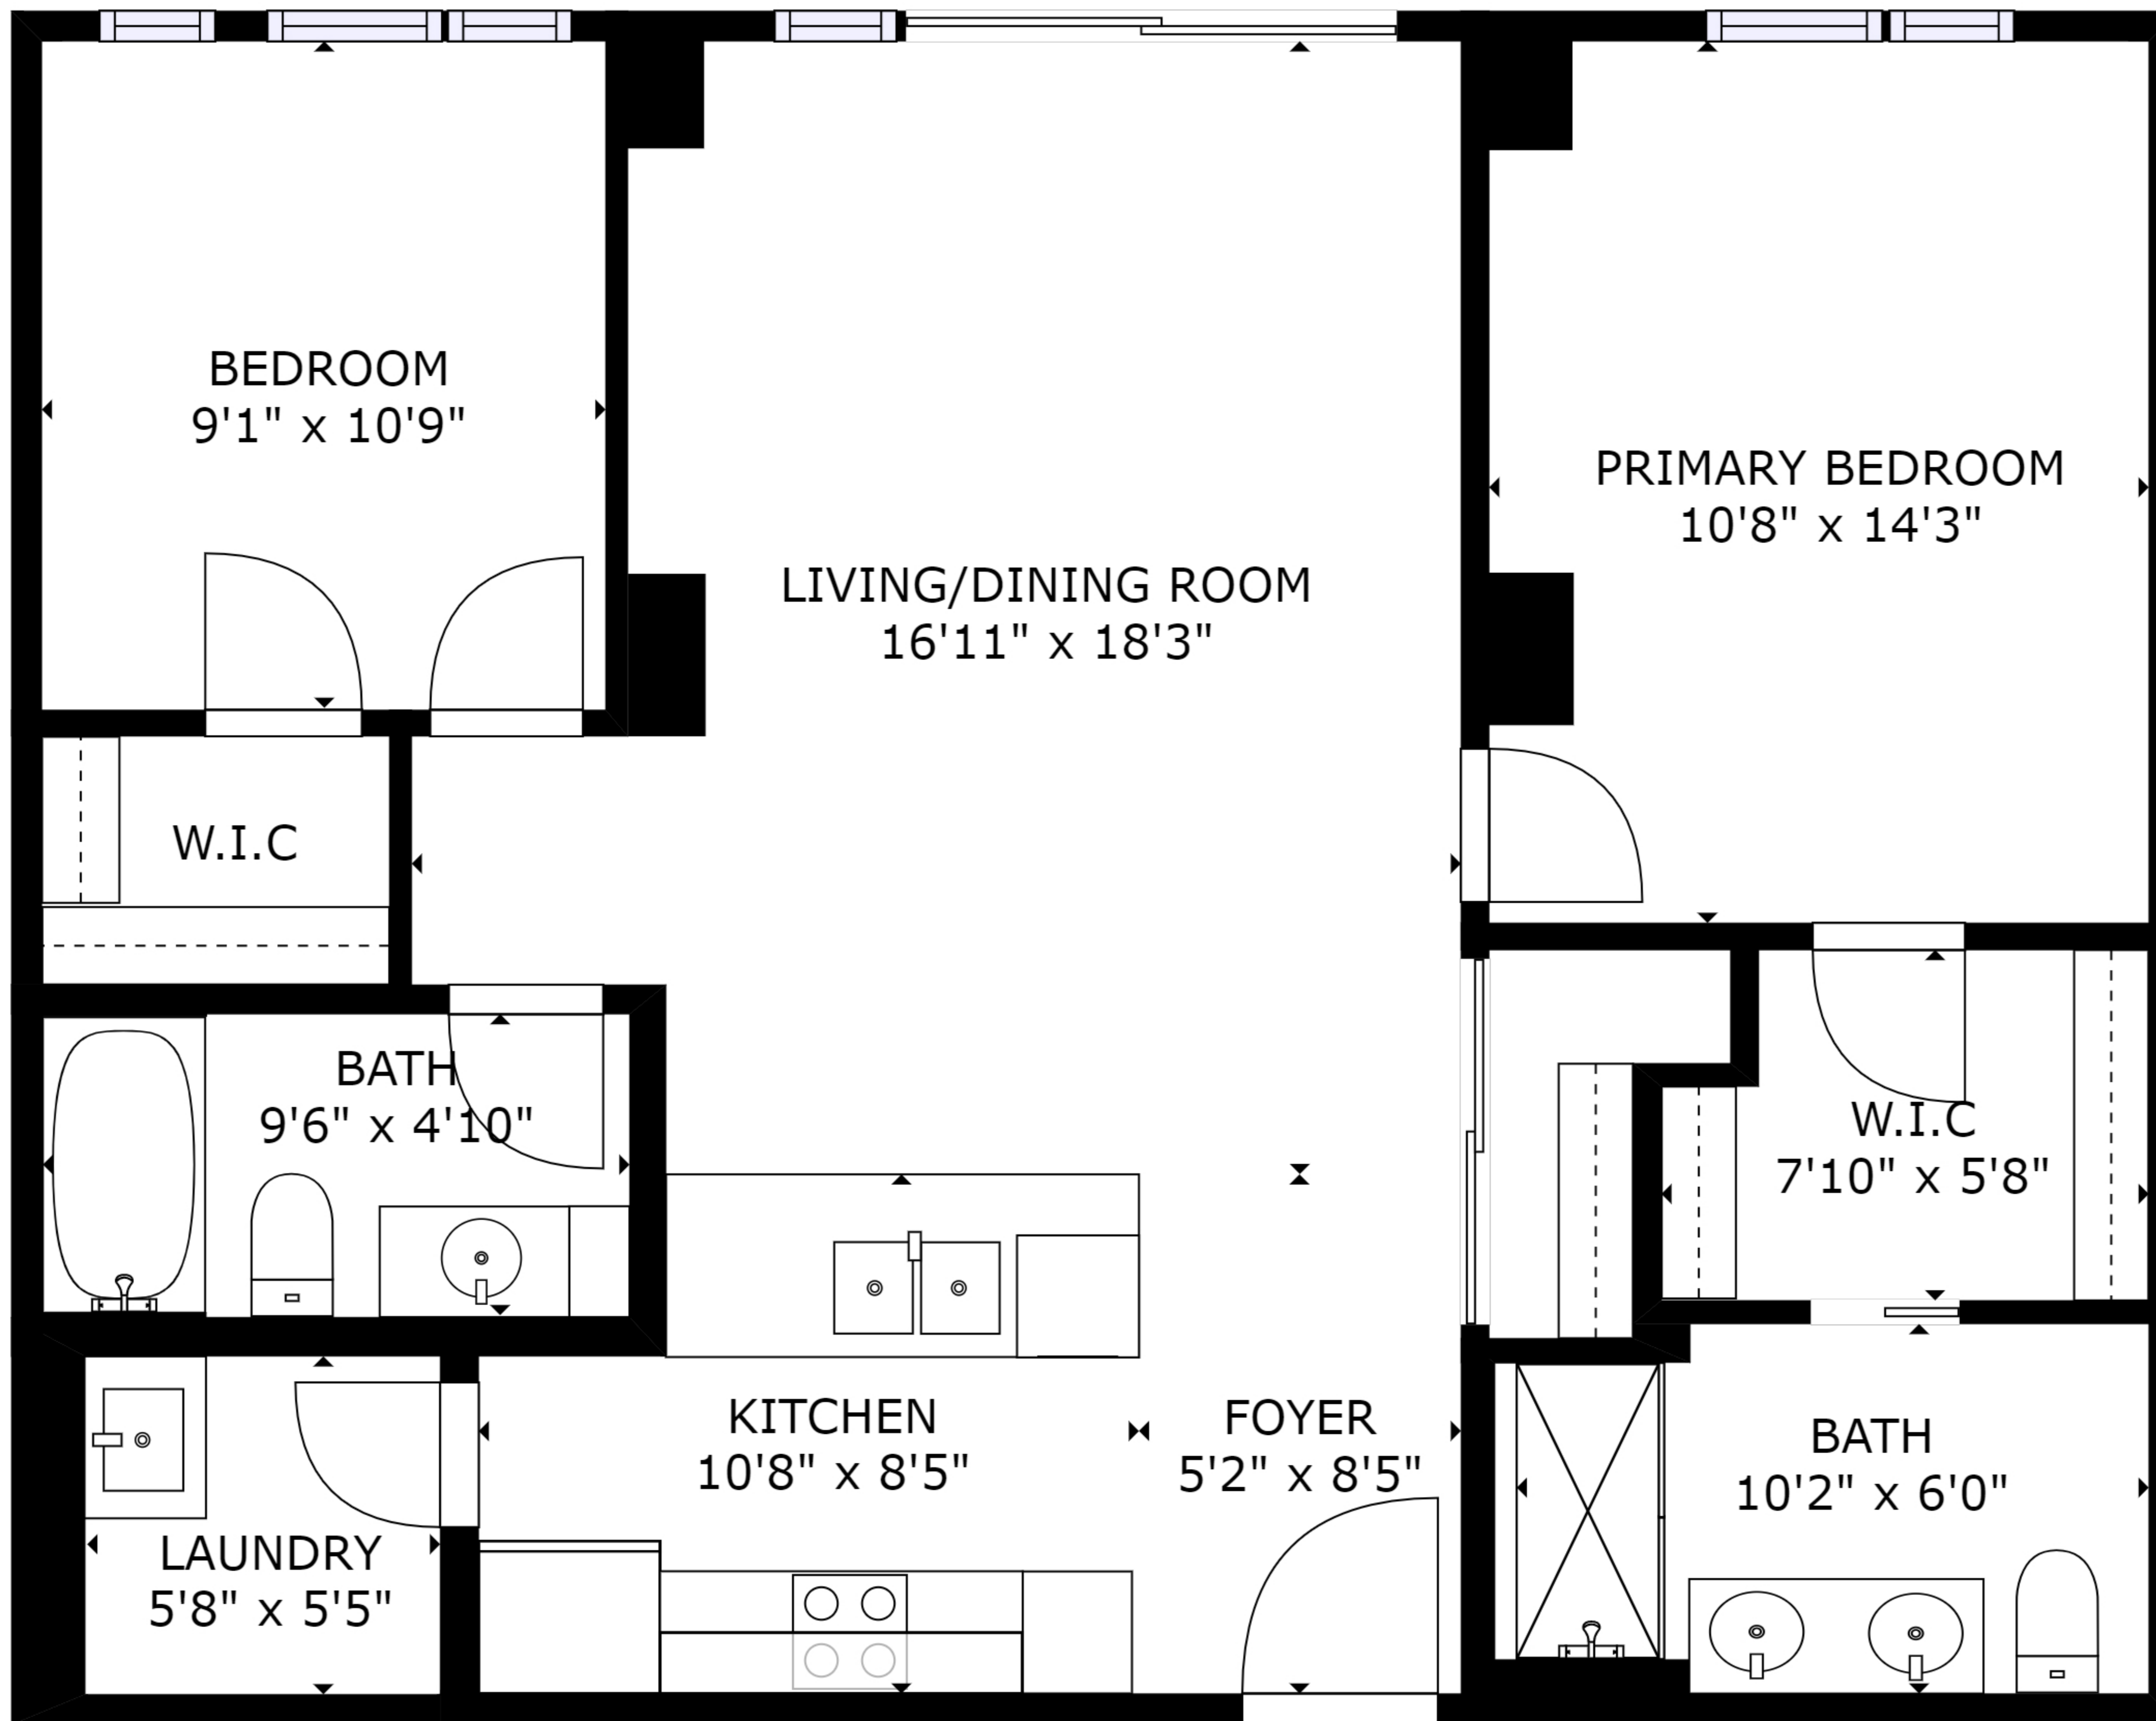 BEDROOM
9'1" x 10'9"
PRIMARY BEDROOM
10'8" x 14'3"
LIVING/DINING ROOM
16'11" x 18'3"
W.I.C
BATH
9'6" x 4'10"
W.I.C
7'10" x 5'8"
KITCHEN
10'8" x 8'5"
FOYER
5'2" x 8'5"
BATH
10'2" x 6'0"
LAUNDRY
5'8" x 5'5"